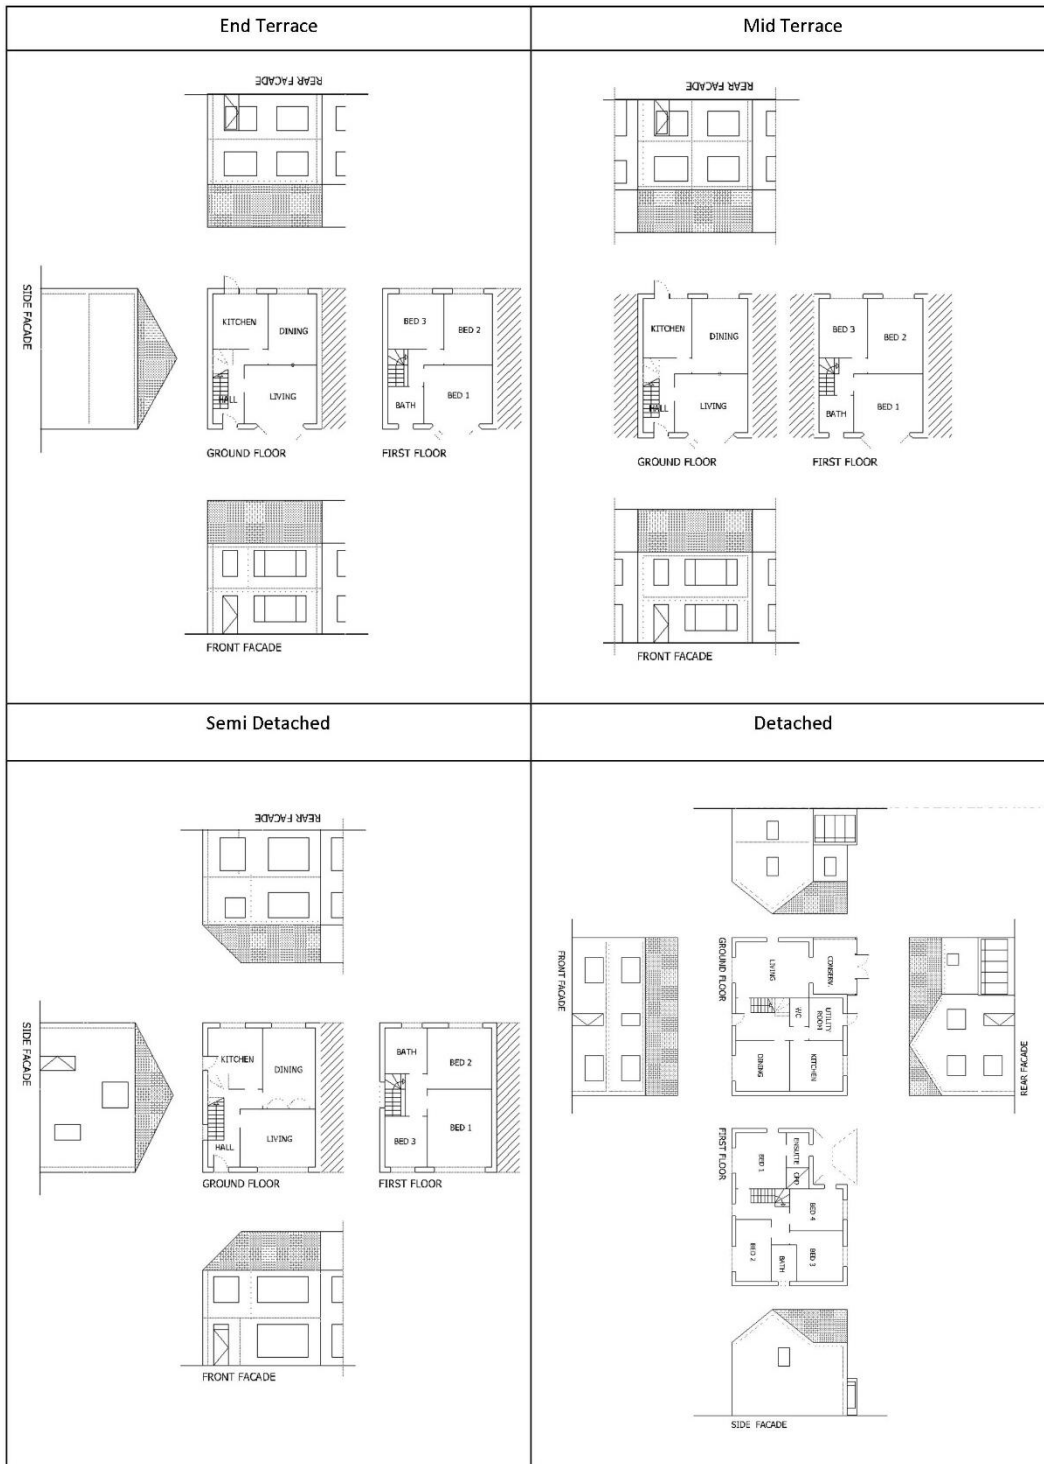 End Terrace
Mid Terrace
REAR FACADE
SIDE FACADE
KITCHEN
DINING
HALL
LIVING
GROUND FLOOR
BED 3
BED 2
BATH
BED 1
FIRST FLOOR
FRONT FACADE
REAR FACADE
KITCHEN
DINING
HALL
LIVING
GROUND FLOOR
BED 3
BED 2
BATH
BED 1
FIRST FLOOR
FRONT FACADE
Semi Detached
Detached
REAR FACADE
SIDE FACADE
KITCHEN
DINING
HALL
LIVING
GROUND FLOOR
BATH
BED 2
BED 3
BED 1
FIRST FLOOR
FRONT FACADE
FRONT FACADE
GROUND FLOOR
LIVING
CONSERV.
WC
UTILITY
ROOM
DINING
KITCHEN
REAR FACADE
FIRST FLOOR
BED 1
ENSUITE
CPD
BED 4
BED 2
BATH
BED 3
SIDE FACADE